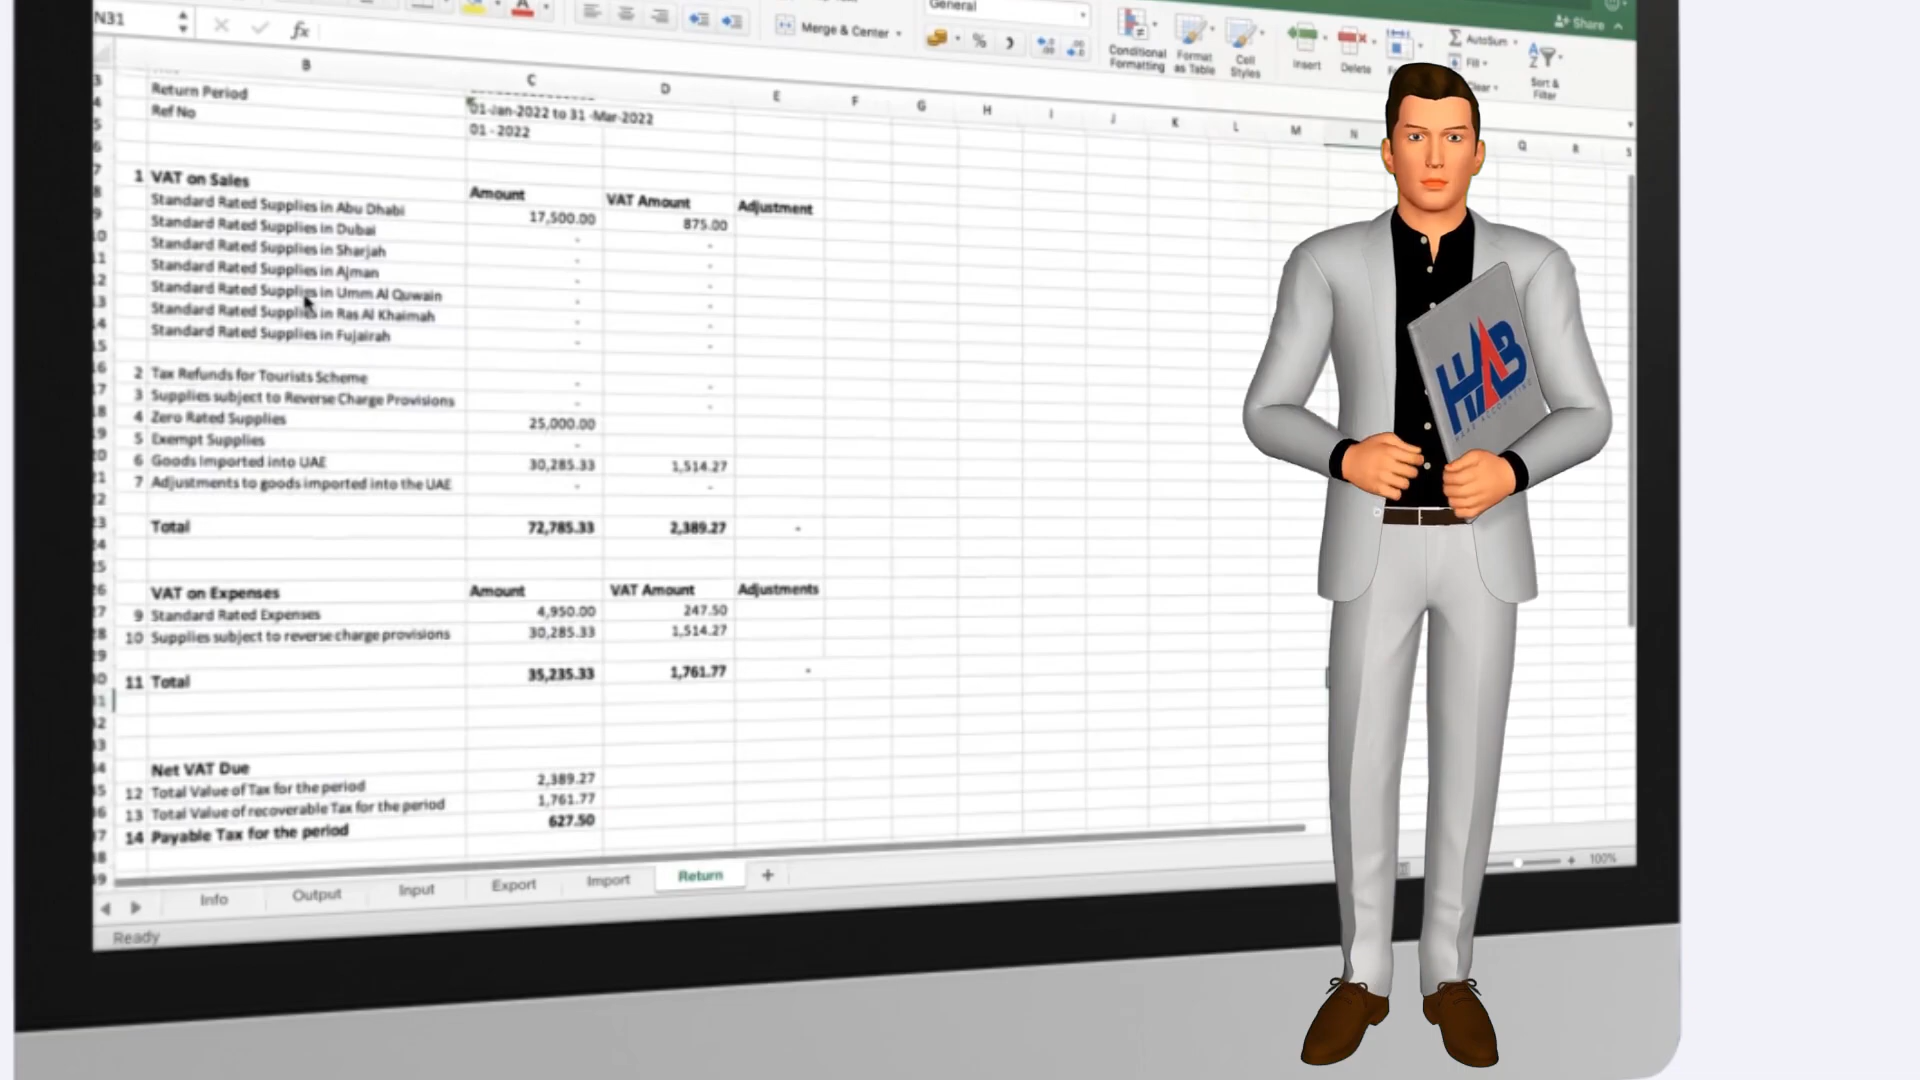 N31 fx Merge & Center General % Conditional Formatting Format as Table Cell Styles Insert Delete AutoSum Fill Clear Sort & Filter Share
B C D E F G H I J K L M N Q R S
Return Period 01-Jan-2022 to 31 -Mar-2022
Ref No 01 - 2022
1 VAT on Sales Amount VAT Amount Adjustment
Standard Rated Supplies in Abu Dhabi 17,500.00 875.00
Standard Rated Supplies in Dubai - -
Standard Rated Supplies in Sharjah - -
Standard Rated Supplies in Ajman - -
Standard Rated Supplies in Umm Al Quwain - -
Standard Rated Supplies in Ras Al Khaimah - -
Standard Rated Supplies in Fujairah - -
2 Tax Refunds for Tourists Scheme - -
3 Supplies subject to Reverse Charge Provisions - -
4 Zero Rated Supplies 25,000.00
5 Exempt Supplies -
6 Goods Imported into UAE 30,285.33 1,514.27
7 Adjustments to goods imported into the UAE - -
Total 72,785.33 2,389.27 -
VAT on Expenses Amount VAT Amount Adjustments
9 Standard Rated Expenses 4,950.00 247.50
10 Supplies subject to reverse charge provisions 30,285.33 1,514.27
11 Total 35,235.33 1,761.77 -
Net VAT Due
12 Total Value of Tax for the period 2,389.27
13 Total Value of recoverable Tax for the period 1,761.77
14 Payable Tax for the period 627.50
Info Output Input Export Import Return +
Ready 100%
HAAB